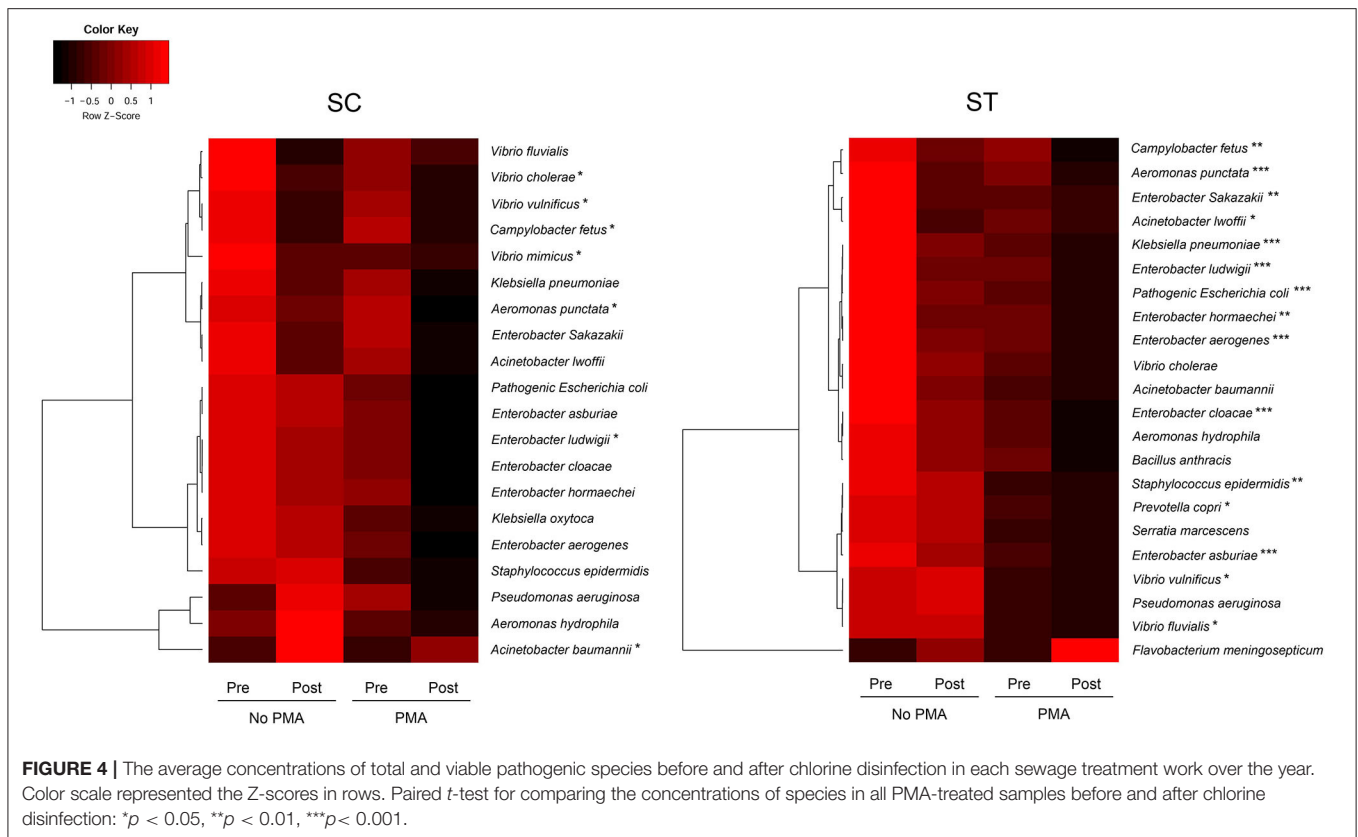 Color Key
−1 −0.5 0 0.5 1
Row Z−Score
SC
Vibrio fluvialis
Vibrio cholerae *
Vibrio vulnificus *
Campylobacter fetus *
Vibrio mimicus *
Klebsiella pneumoniae
Aeromonas punctata *
Enterobacter Sakazakii
Acinetobacter lwoffii
Pathogenic Escherichia coli
Enterobacter asburiae
Enterobacter ludwigii *
Enterobacter cloacae
Enterobacter hormaechei
Klebsiella oxytoca
Enterobacter aerogenes
Staphylococcus epidermidis
Pseudomonas aeruginosa
Aeromonas hydrophila
Acinetobacter baumannii *
Pre Post Pre Post
No PMA PMA
ST
Campylobacter fetus **
Aeromonas punctata ***
Enterobacter Sakazakii **
Acinetobacter lwoffii *
Klebsiella pneumoniae ***
Enterobacter ludwigii ***
Pathogenic Escherichia coli ***
Enterobacter hormaechei **
Enterobacter aerogenes ***
Vibrio cholerae
Acinetobacter baumannii
Enterobacter cloacae ***
Aeromonas hydrophila
Bacillus anthracis
Staphylococcus epidermidis **
Prevotella copri *
Serratia marcescens
Enterobacter asburiae ***
Vibrio vulnificus *
Pseudomonas aeruginosa
Vibrio fluvialis *
Flavobacterium meningosepticum
Pre Post Pre Post
No PMA PMA
FIGURE 4 | The average concentrations of total and viable pathogenic species before and after chlorine disinfection in each sewage treatment work over the year.
Color scale represented the Z-scores in rows. Paired t-test for comparing the concentrations of species in all PMA-treated samples before and after chlorine
disinfection: *p < 0.05, **p < 0.01, ***p< 0.001.